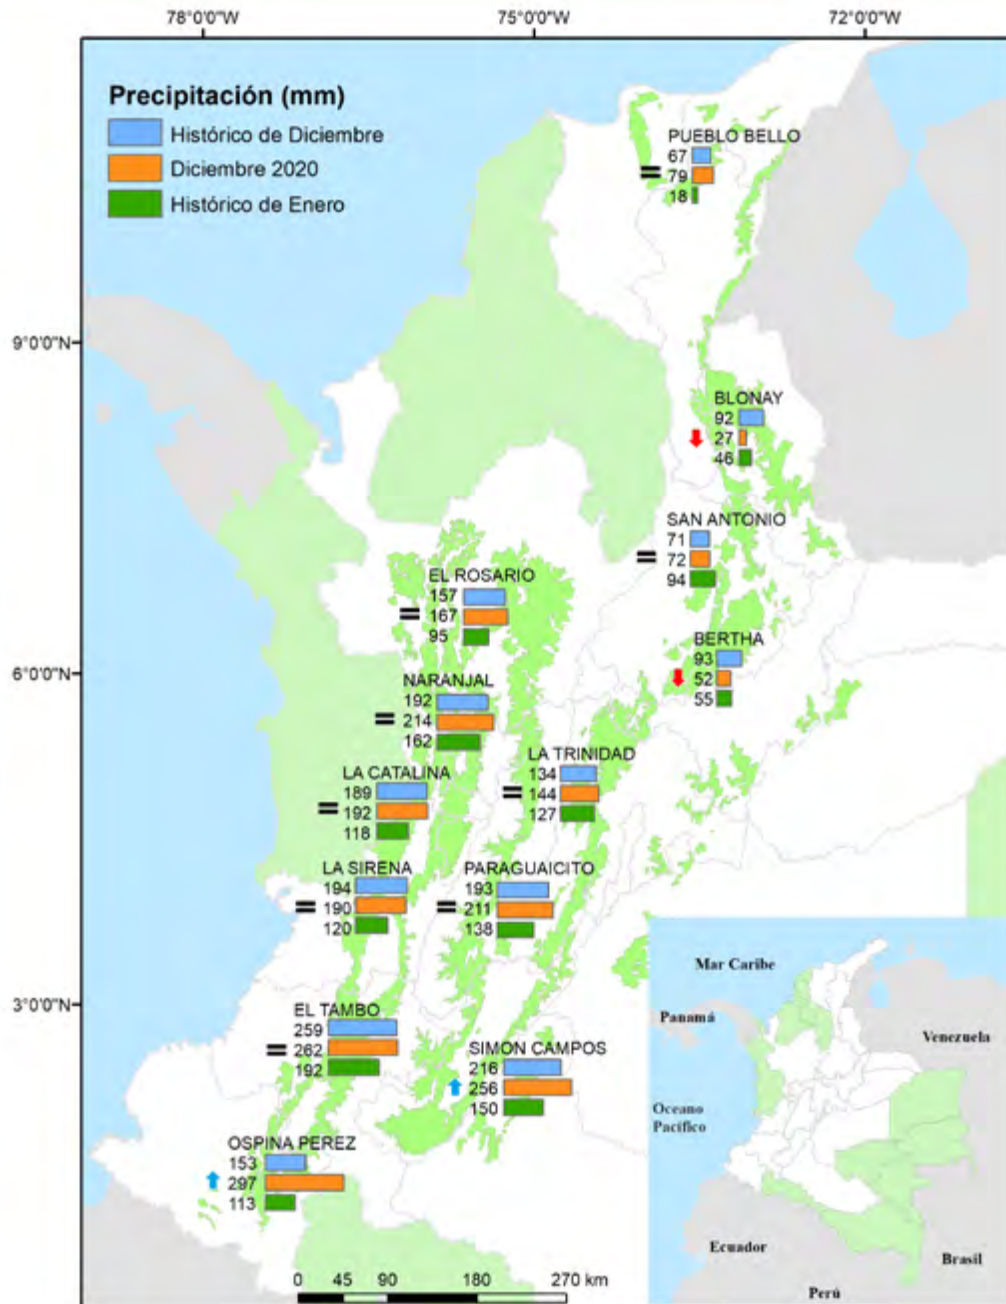 78°0'0"W 75°0'0"W 72°0'0"W
Precipitación (mm)
Histórico de Diciembre
Diciembre 2020
Histórico de Enero
PUEBLO BELLO
67
79
18
9°0'0"N
BLONAY
92
27
46
SAN ANTONIO
71
72
94
EL ROSARIO
157
167
95
BERTHA
93
52
55
6°0'0"N
NARANJAL
192
214
162
LA TRINIDAD
134
144
127
LA CATALINA
189
192
118
LA SIRENA
194
190
120
PARAGUAICITO
193
211
138
3°0'0"N
EL TAMBO
259
262
192
SIMON CAMPOS
216
256
150
OSPINA PEREZ
153
297
113
0 45 90 180 270 km
Mar Caribe
Panamá
Venezuela
Oceano
Pacífico
Ecuador
Brasil
Perú